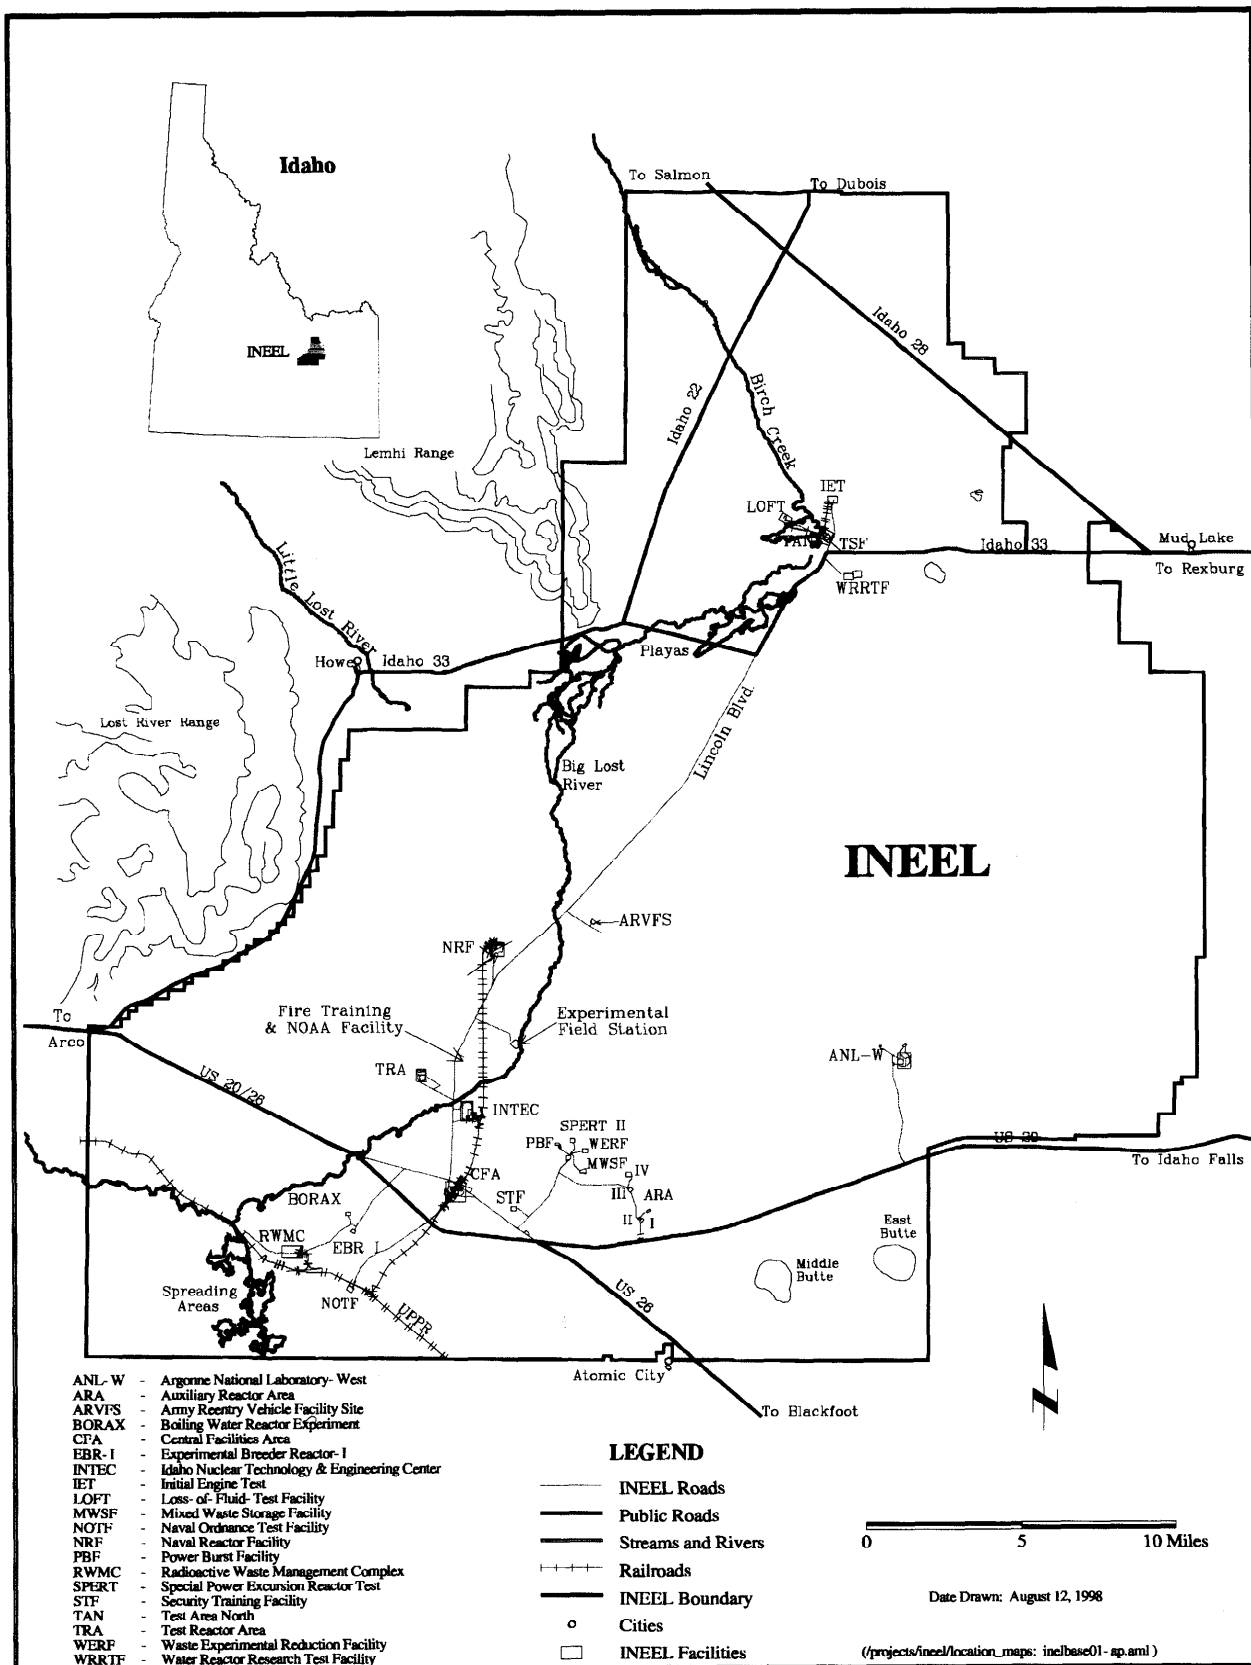 Idaho
To Salmon
To Dubois
Idaho 28
INEEL
Idaho 22
Birch Creek
Lemhi Range
IET
LOFT
TAN
TSF
Idaho 33
Mud Lake
To Rexburg
WRRTF
Little Lost River
Howe
Idaho 33
Playas
Lincoln Blvd.
Lost River Range
Big Lost
River
INEEL
ARVFS
NRF
To
Arco
Fire Training
& NOAA Facility
Experimental
Field Station
ANL-W
TRA
US 20/26
INTEC
SPERT II
PBF
WERF
MWSF
US 20
To Idaho Falls
CFA
IV
III
ARA
STF
BORAX
II
I
RWMC
EBR I
East
Butte
Middle
Butte
Spreading
Areas
NOTF
UPPR
US 26
Atomic City
To Blackfoot
ANL-W - Argonne National Laboratory-West
ARA - Auxiliary Reactor Area
ARVFS - Army Reentry Vehicle Facility Site
BORAX - Boiling Water Reactor Experiment
CFA - Central Facilities Area
EBR-I - Experimental Breeder Reactor-I
INTEC - Idaho Nuclear Technology & Engineering Center
IET - Initial Engine Test
LOFT - Loss-of-Fluid-Test Facility
MWSF - Mixed Waste Storage Facility
NOTF - Naval Ordnance Test Facility
NRF - Naval Reactor Facility
PBF - Power Burst Facility
RWMC - Radioactive Waste Management Complex
SPERT - Special Power Excursion Reactor Test
STF - Security Training Facility
TAN - Test Area North
TRA - Test Reactor Area
WERF - Waste Experimental Reduction Facility
WRRTF - Water Reactor Research Test Facility
LEGEND
INEEL Roads
Public Roads
Streams and Rivers
Railroads
INEEL Boundary
Cities
INEEL Facilities
0 5 10 Miles
Date Drawn: August 12, 1998
(/projects/ineel/location_maps: inelbase01-ap.aml)